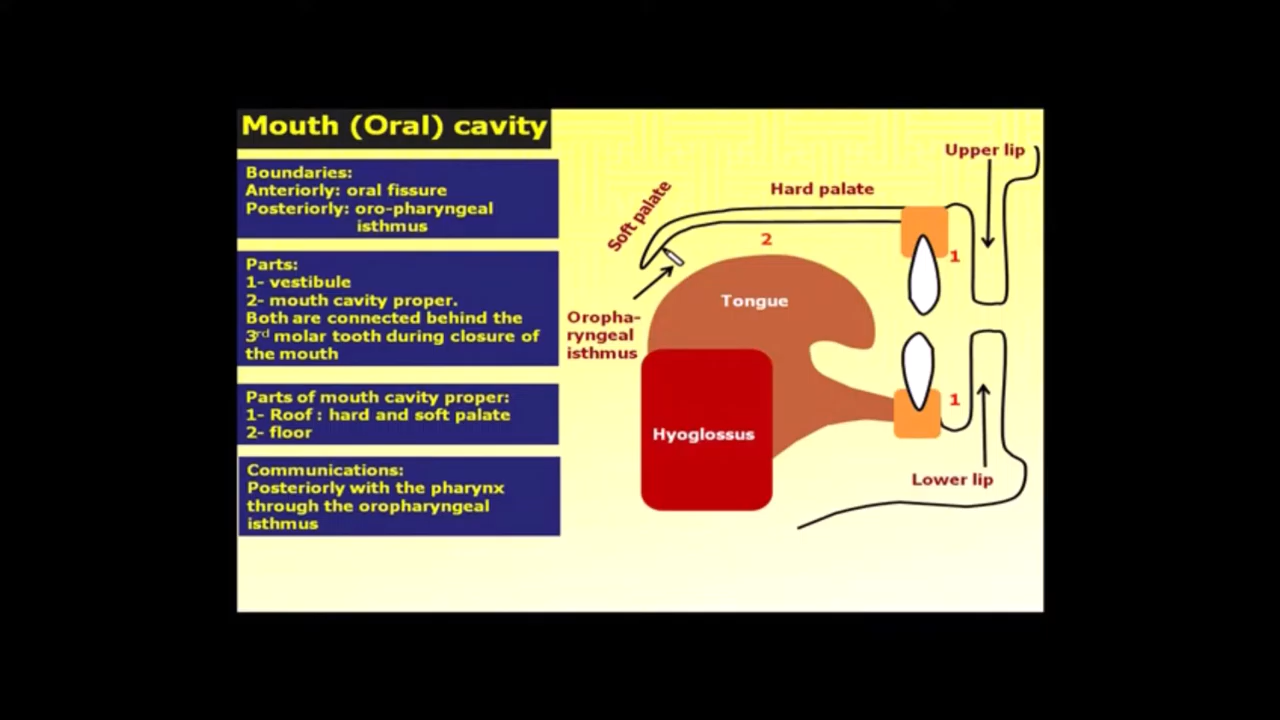 Mouth (Oral) cavity
Boundaries:
Anteriorly: oral fissure
Posteriorly: oro-pharyngeal
isthmus
Parts:
1- vestibule
2- mouth cavity proper.
Both are connected behind the
3rd molar tooth during closure of
the mouth
Parts of mouth cavity proper:
1- Roof : hard and soft palate
2- floor
Communications:
Posteriorly with the pharynx
through the oropharyngeal
isthmus
Upper lip
Hard palate
Soft palate
2
1
Tongue
Oropha-
ryngeal
isthmus
1
Hyoglossus
Lower lip